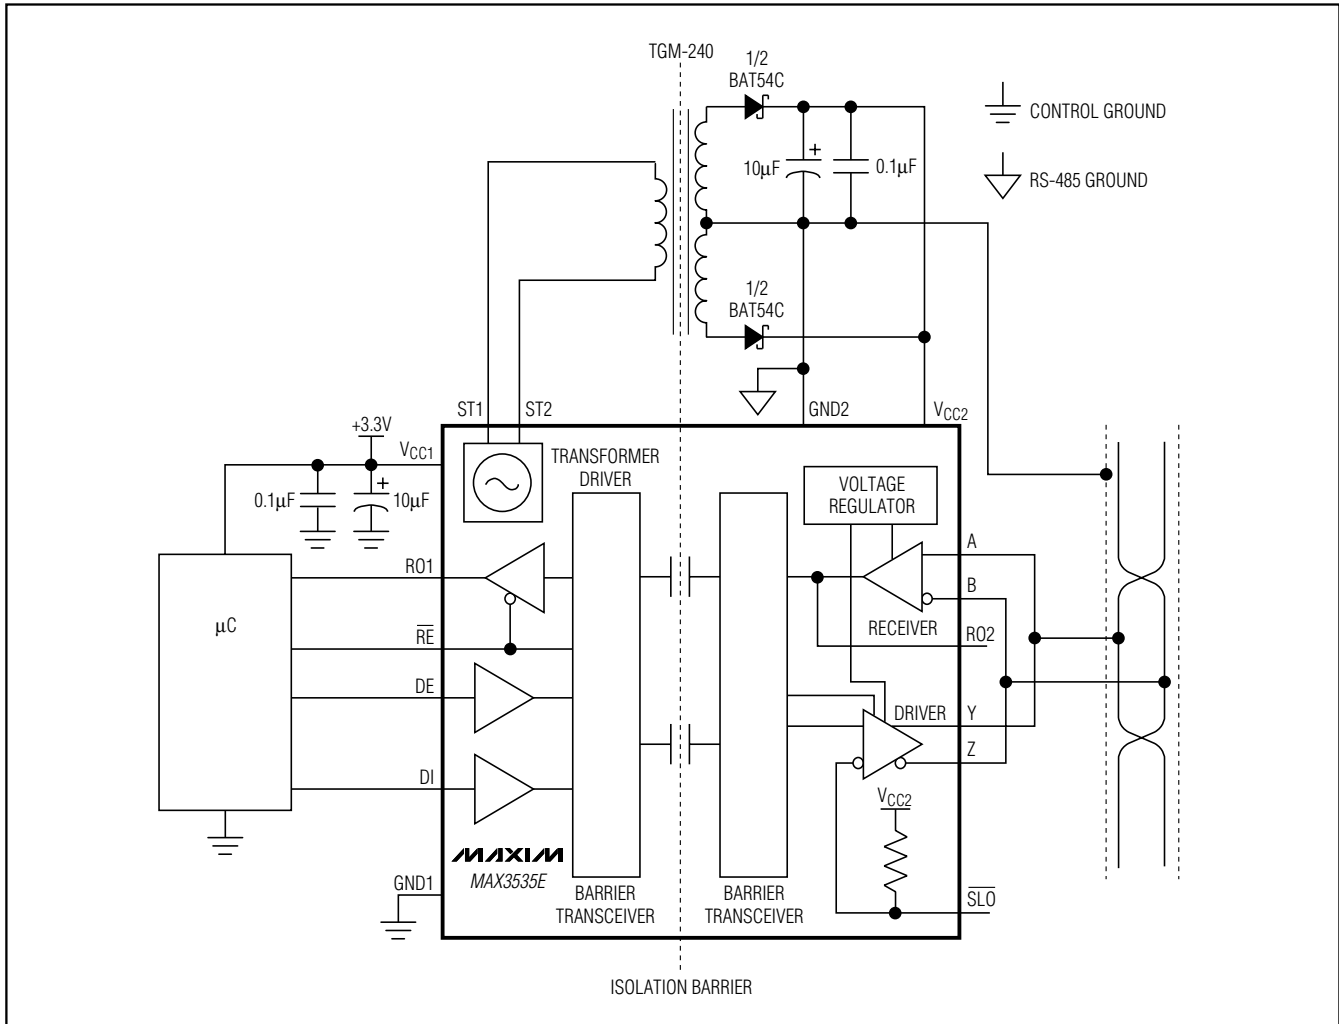 TGM-240
1/2
BAT54C
CONTROL GROUND
10µF
+
0.1µF
RS-485 GROUND
1/2
BAT54C
ST1
ST2
GND2
VCC2
+3.3V
VCC1
0.1µF
+
10µF
TRANSFORMER
DRIVER
VOLTAGE
REGULATOR
A
RO1
B
µC
RE
RECEIVER
RO2
DE
DRIVER
Y
Z
DI
VCC2
MAXIM
MAX3535E
GND1
BARRIER
TRANSCEIVER
BARRIER
TRANSCEIVER
SLO
ISOLATION BARRIER